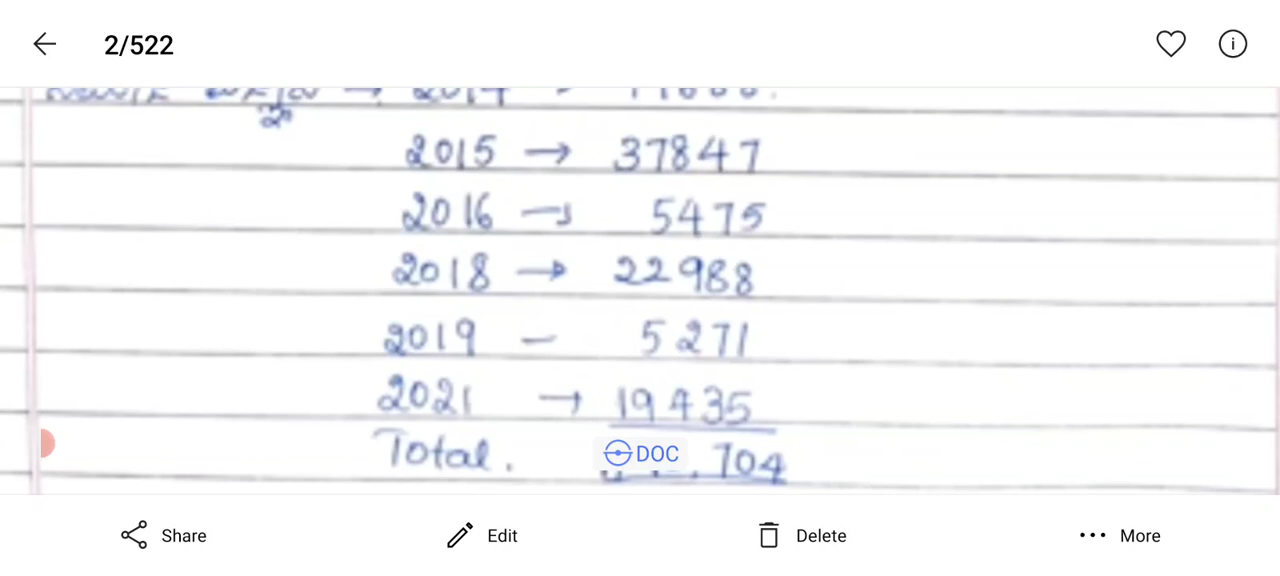 2/522
2015 → 37847
2016 → 5475
2018 → 22988
2019 - 5271
2021 → 19435
Total. 704
DOC
Share Edit Delete More